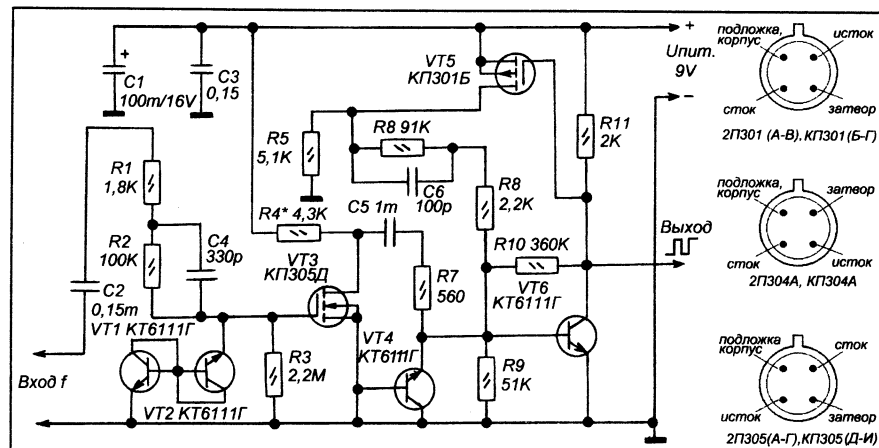 +
C1
100m/16V
C3
0,15
VT5
КП301Б
+
Uпит.
9V
−
R5
5,1K
R8 91K
C6
100p
R11
2K
R1
1,8K
R2
100K
C4
330p
R4* 4,3K
C5 1m
R8
2,2K
Выход
R10 360K
VT3
КП305Д
R7
560
VT6
КТ6111Г
C2
0,15m
VT1 КТ6111Г
VT4
КТ6111Г
R3
2,2M
R9
51K
Вход f
VT2 КТ6111Г
подложка,
корпус
исток
сток
затвор
2П301 (А-В), КП301 (Б-Г)
подложка,
корпус
затвор
сток
исток
2П304А, КП304А
подложка
корпус
сток
исток
затвор
2П305(А-Г), КП305(Д-И)